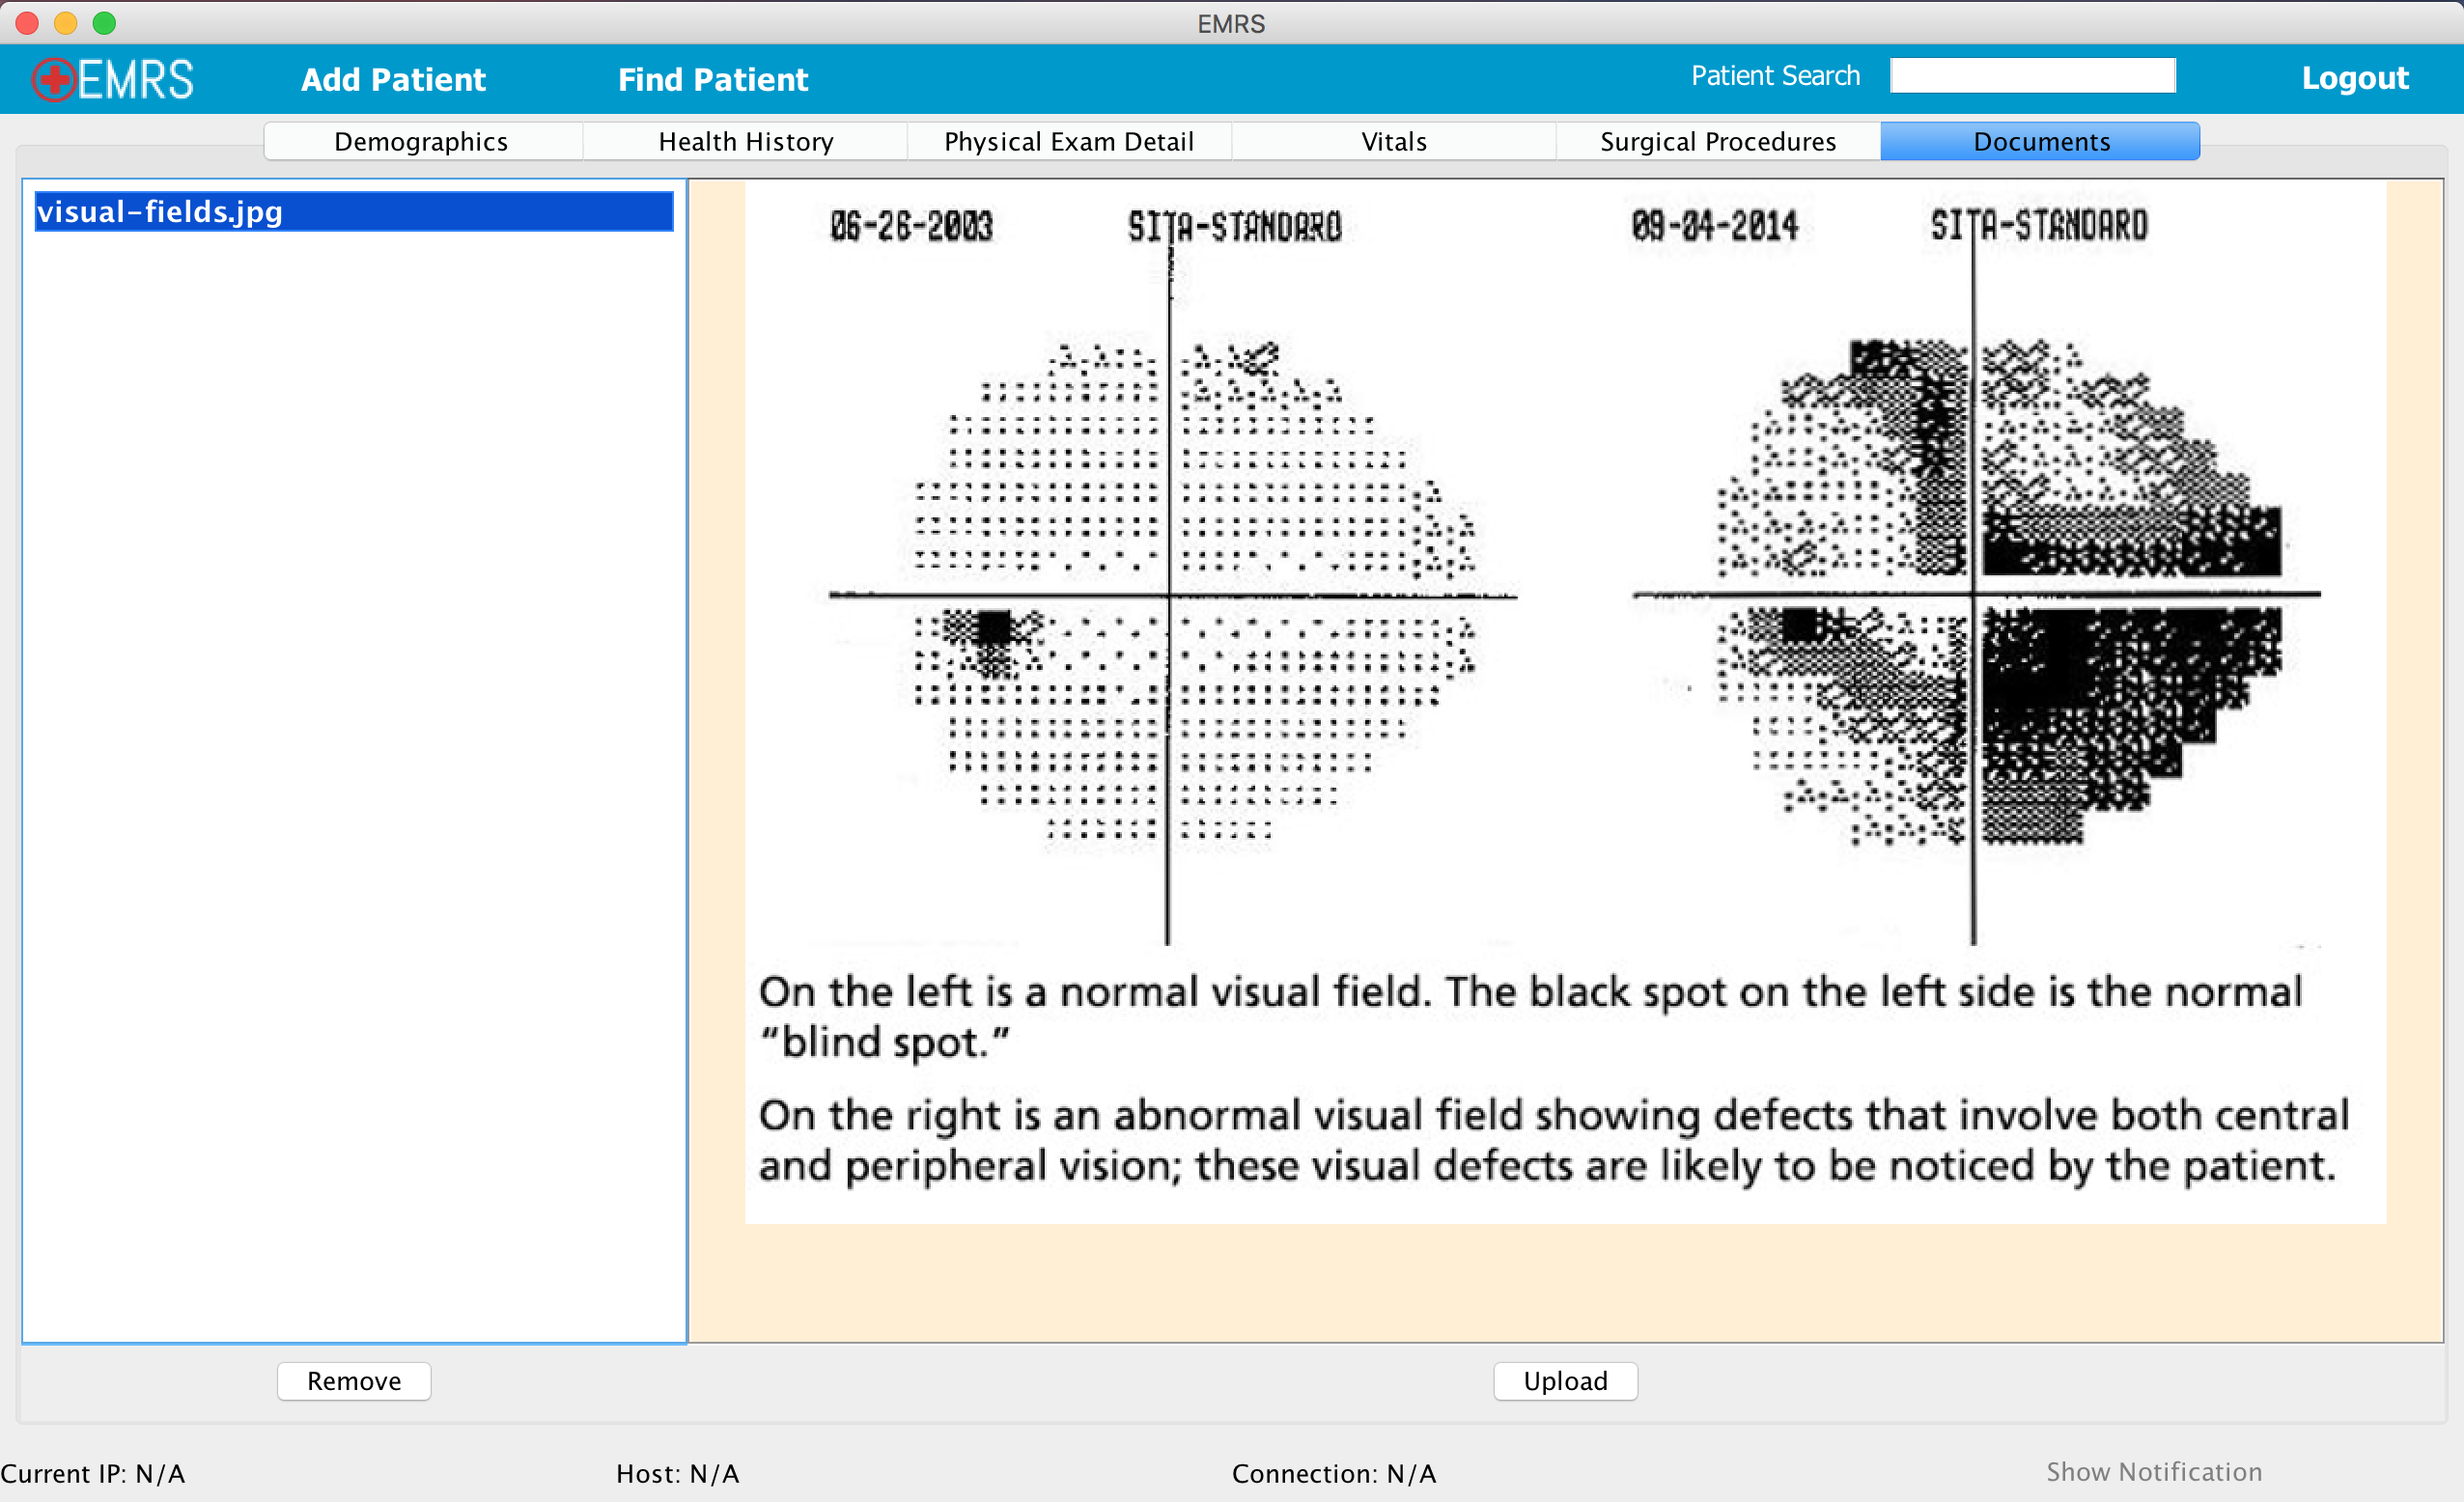 EMRS
EMRS Add Patient Find Patient Patient Search Logout
Demographics Health History Physical Exam Detail Vitals Surgical Procedures Documents
visual-fields.jpg
06-26-2003 SITA-STANDARD 09-04-2014 SITA-STANDARD
On the left is a normal visual field. The black spot on the left side is the normal
“blind spot.”
On the right is an abnormal visual field showing defects that involve both central
and peripheral vision; these visual defects are likely to be noticed by the patient.
Remove Upload
Current IP: N/A Host: N/A Connection: N/A Show Notification